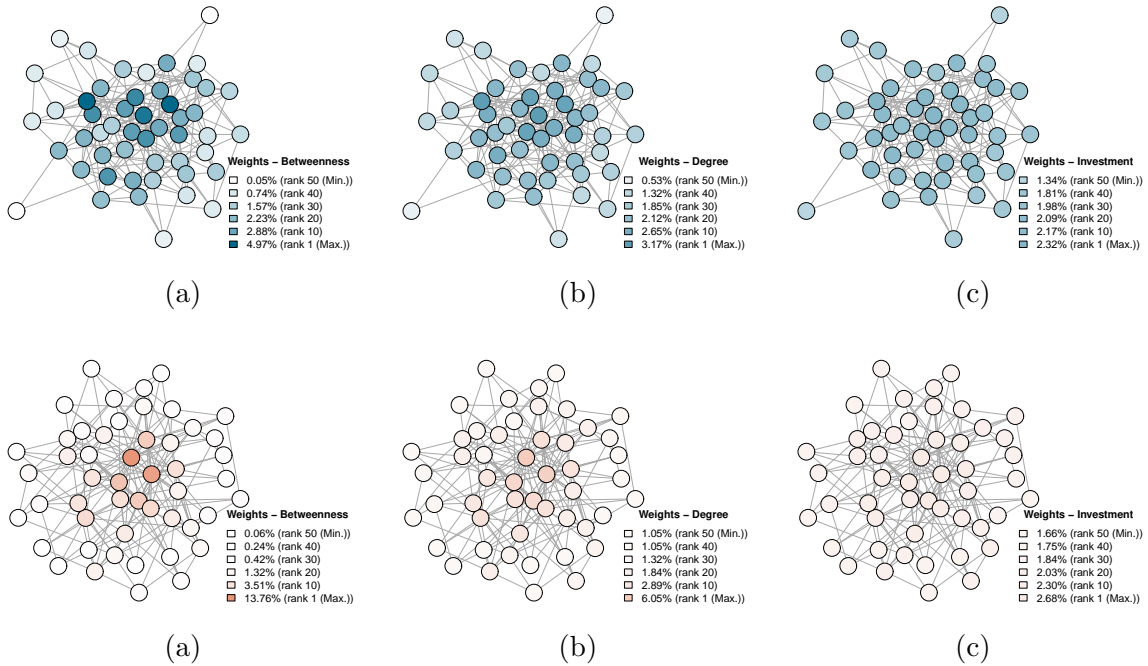 Weights − Betweenness
0.05% (rank 50 (Min.))
0.74% (rank 40)
1.57% (rank 30)
2.23% (rank 20)
2.88% (rank 10)
4.97% (rank 1 (Max.))
(a)
Weights − Degree
0.53% (rank 50 (Min.))
1.32% (rank 40)
1.85% (rank 30)
2.12% (rank 20)
2.65% (rank 10)
3.17% (rank 1 (Max.))
(b)
Weights − Investment
1.34% (rank 50 (Min.))
1.81% (rank 40)
1.98% (rank 30)
2.09% (rank 20)
2.17% (rank 10)
2.32% (rank 1 (Max.))
(c)
Weights − Betweenness
0.06% (rank 50 (Min.))
0.24% (rank 40)
0.42% (rank 30)
1.32% (rank 20)
3.51% (rank 10)
13.76% (rank 1 (Max.))
(a)
Weights − Degree
1.05% (rank 50 (Min.))
1.05% (rank 40)
1.32% (rank 30)
1.84% (rank 20)
2.89% (rank 10)
6.05% (rank 1 (Max.))
(b)
Weights − Investment
1.66% (rank 50 (Min.))
1.75% (rank 40)
1.84% (rank 30)
2.03% (rank 20)
2.30% (rank 10)
2.68% (rank 1 (Max.))
(c)